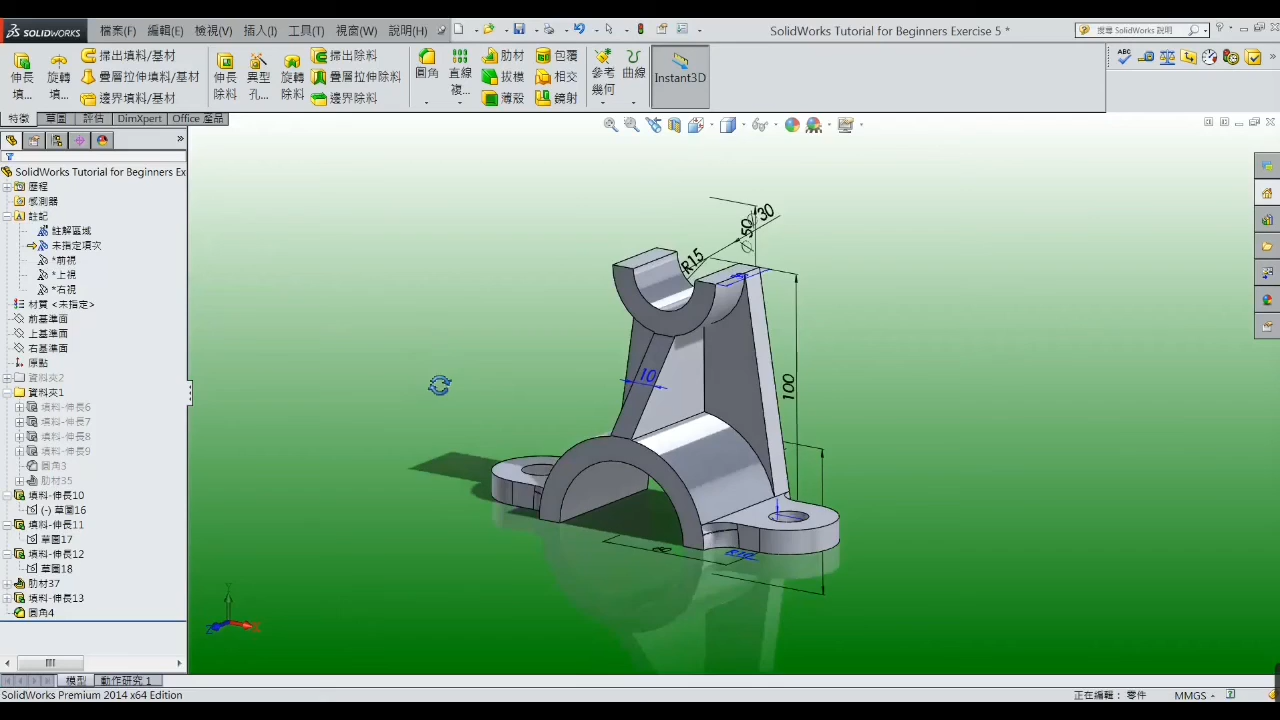 SOLIDWORKS 檔案(F) 編輯(E) 檢視(V) 插入(I) 工具(T) 視窗(W) 說明(U) SolidWorks Tutorial for Beginners Exercise 5 * 搜尋 SolidWorks 說明
伸長填... 旋轉填... 掃出填料/基材 疊層拉伸填料/基材 邊界填料/基材 伸長除料 異型孔... 旋轉除料 掃出除料 疊層拉伸除料 邊界除料 圓角 直線複... 肋材 拔模 薄殼 包覆 相交 鏡射 參考幾何 曲線 Instant3D
特徵 草圖 評估 DimXpert Office 產品
SolidWorks Tutorial for Beginners Ex
歷程
感測器
註記
註解區域
未指定項次
*前視
*上視
*右視
材質 <未指定>
前基準面
上基準面
右基準面
原點
資料夾2
資料夾1
填料-伸長6
填料-伸長7
填料-伸長8
填料-伸長9
圓角3
肋材35
填料-伸長10
(-) 草圖16
填料-伸長11
草圖17
填料-伸長12
草圖18
肋材37
填料-伸長13
圓角4
30
∅50
R15
10
100
R10
Y
Z
X
模型 動作研究 1
SolidWorks Premium 2014 x64 Edition 正在編輯：零件 MMGS